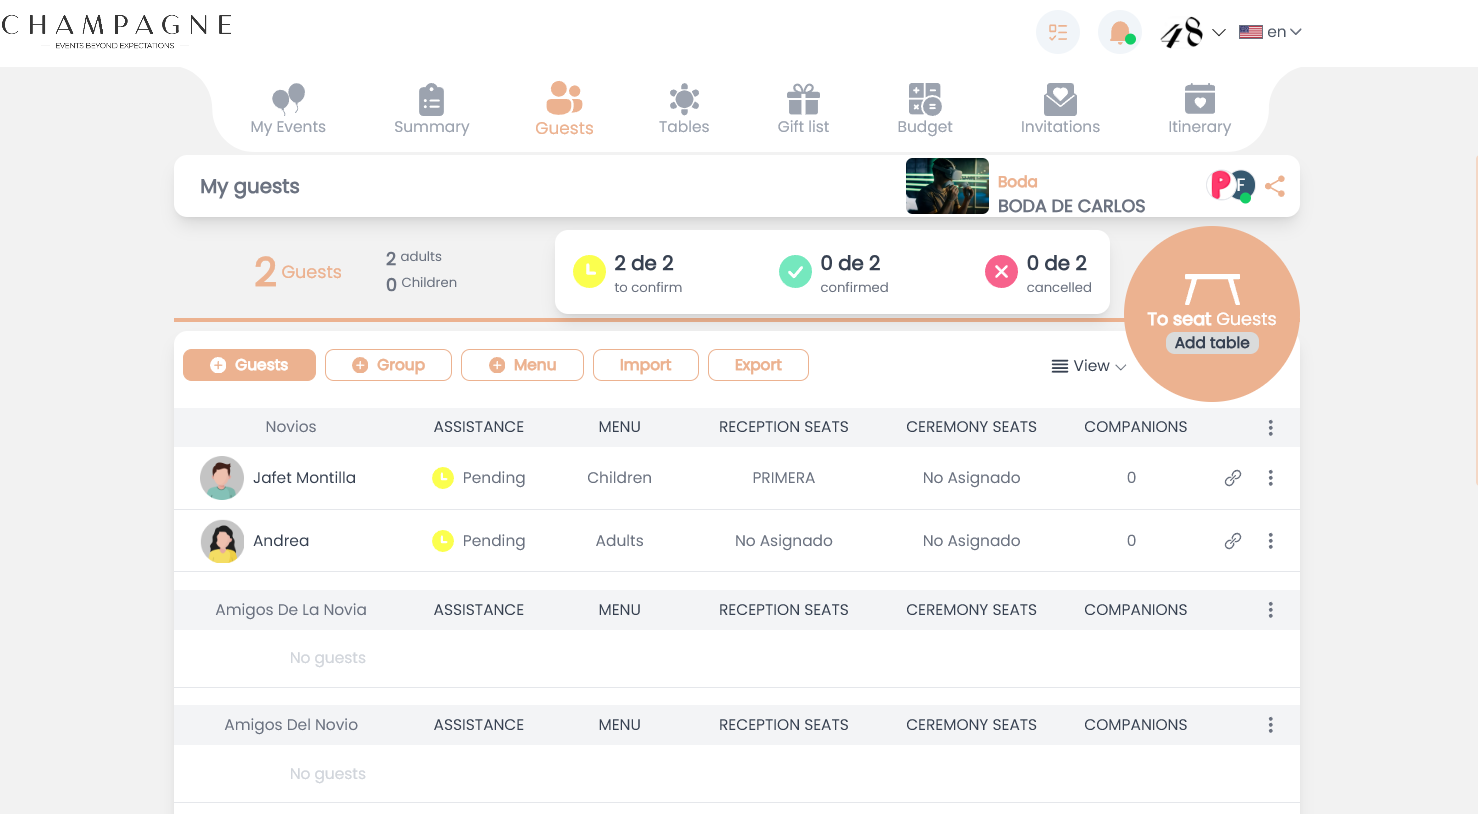 CHAMPAGNE
EVENTS BEYOND EXPECTATIONS
48
en
My Events
Summary
Guests
Tables
Gift list
Budget
Invitations
Itinerary
My guests
Boda
BODA DE CARLOS
P
F
2 Guests
2 adults
0 Children
2 de 2
to confirm
0 de 2
confirmed
0 de 2
cancelled
To seat Guests
Add table
Guests
Group
Menu
Import
Export
View
Novios ASSISTANCE MENU RECEPTION SEATS CEREMONY SEATS COMPANIONS
Jafet Montilla Pending Children PRIMERA No Asignado 0
Andrea Pending Adults No Asignado No Asignado 0
Amigos De La Novia ASSISTANCE MENU RECEPTION SEATS CEREMONY SEATS COMPANIONS
No guests
Amigos Del Novio ASSISTANCE MENU RECEPTION SEATS CEREMONY SEATS COMPANIONS
No guests